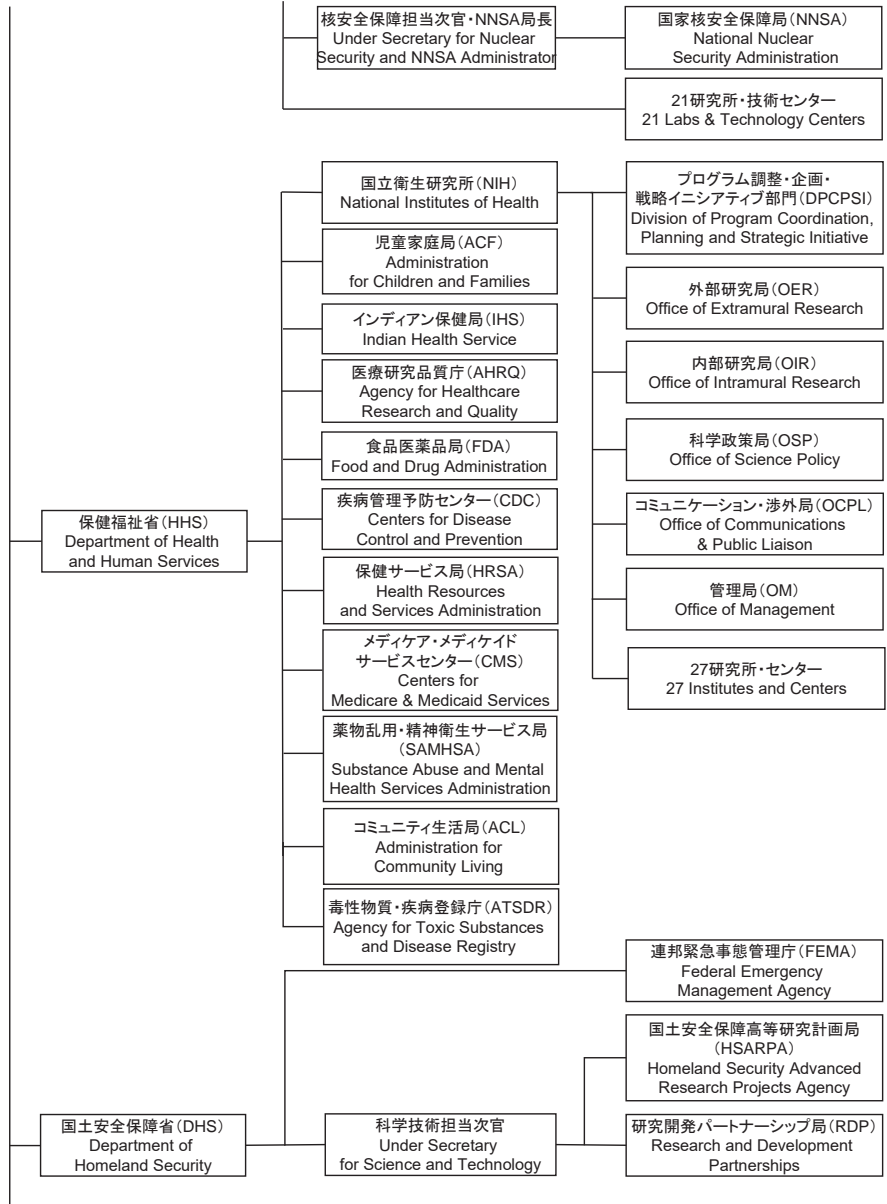 核安全保障担当次官・NNSA局長
Under Secretary for Nuclear
Security and NNSA Administrator
国家核安全保障局(NNSA)
National Nuclear
Security Administration
21研究所・技術センター
21 Labs & Technology Centers
保健福祉省(HHS)
Department of Health
and Human Services
国立衛生研究所(NIH)
National Institutes of Health
児童家庭局(ACF)
Administration
for Children and Families
インディアン保健局(IHS)
Indian Health Service
医療研究品質庁(AHRQ)
Agency for Healthcare
Research and Quality
食品医薬品局(FDA)
Food and Drug Administration
疾病管理予防センター(CDC)
Centers for Disease
Control and Prevention
保健サービス局(HRSA)
Health Resources
and Services Administration
メディケア・メディケイド
サービスセンター(CMS)
Centers for
Medicare & Medicaid Services
薬物乱用・精神衛生サービス局
(SAMHSA)
Substance Abuse and Mental
Health Services Administration
コミュニティ生活局(ACL)
Administration for
Community Living
毒性物質・疾病登録庁(ATSDR)
Agency for Toxic Substances
and Disease Registry
プログラム調整・企画・
戦略イニシアティブ部門(DPCPSI)
Division of Program Coordination,
Planning and Strategic Initiative
外部研究局(OER)
Office of Extramural Research
内部研究局(OIR)
Office of Intramural Research
科学政策局(OSP)
Office of Science Policy
コミュニケーション・渉外局(OCPL)
Office of Communications
& Public Liaison
管理局(OM)
Office of Management
27研究所・センター
27 Institutes and Centers
国土安全保障省(DHS)
Department of
Homeland Security
科学技術担当次官
Under Secretary
for Science and Technology
連邦緊急事態管理庁(FEMA)
Federal Emergency
Management Agency
国土安全保障高等研究計画局
(HSARPA)
Homeland Security Advanced
Research Projects Agency
研究開発パートナーシップ局(RDP)
Research and Development
Partnerships